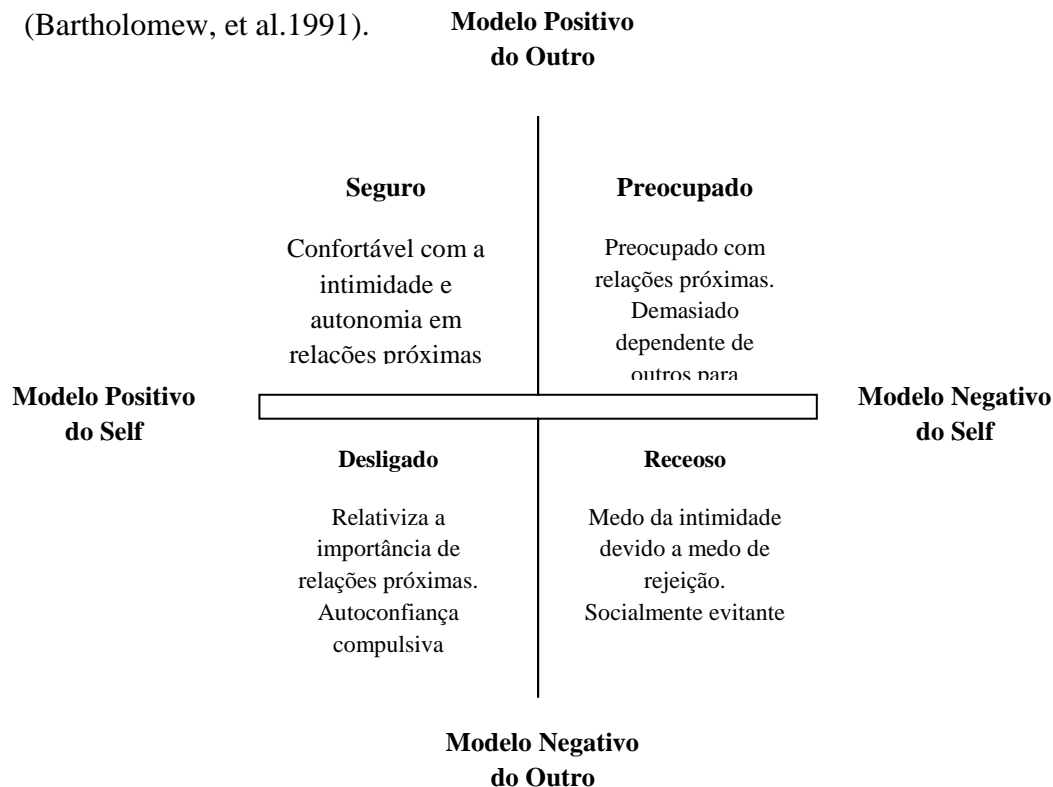 (Bartholomew, et al.1991).
Modelo Positivo
do Outro
Seguro
Confortável com a
intimidade e
autonomia em
relações próximas
Preocupado
Preocupado com
relações próximas.
Demasiado
dependente de
outros para
Modelo Positivo
do Self
Modelo Negativo
do Self
Desligado
Relativiza a
importância de
relações próximas.
Autoconfiança
compulsiva
Receoso
Medo da intimidade
devido a medo de
rejeição.
Socialmente evitante
Modelo Negativo
do Outro